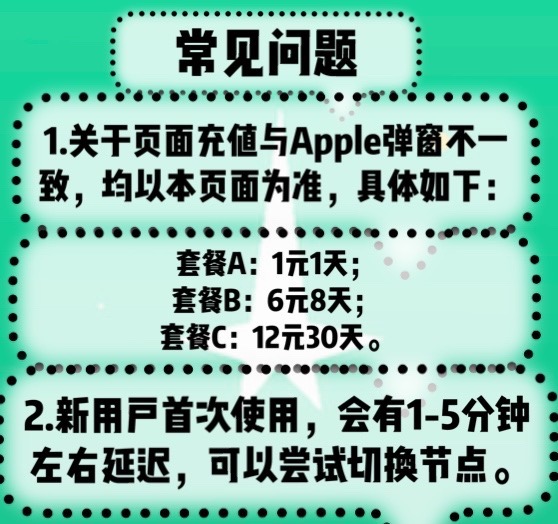 常见问题
1.关于页面充值与Apple弹窗不一
致，均以本页面为准，具体如下：
套餐A：1元1天；
套餐B：6元8天；
套餐C：12元30天。
2.新用户首次使用，会有1-5分钟
左右延迟，可以尝试切换节点。